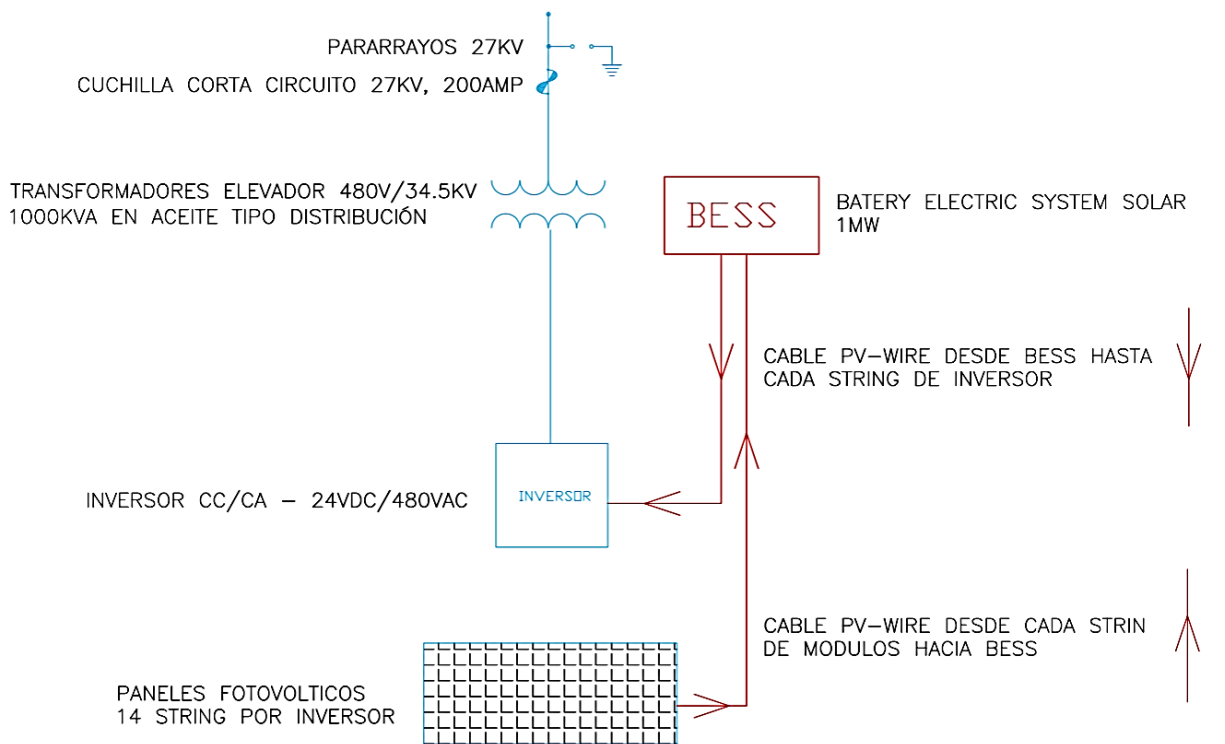 PARARRAYOS 27KV
CUCHILLA CORTA CIRCUITO 27KV, 200AMP
TRANSFORMADORES ELEVADOR 480V/34.5KV
1000KVA EN ACEITE TIPO DISTRIBUCIÓN
BESS
BATERY ELECTRIC SYSTEM SOLAR
1MW
CABLE PV-WIRE DESDE BESS HASTA
CADA STRING DE INVERSOR
INVERSOR CC/CA - 24VDC/480VAC
INVERSOR
CABLE PV-WIRE DESDE CADA STRIN
DE MODULOS HACIA BESS
PANELES FOTOVOLTICOS
14 STRING POR INVERSOR